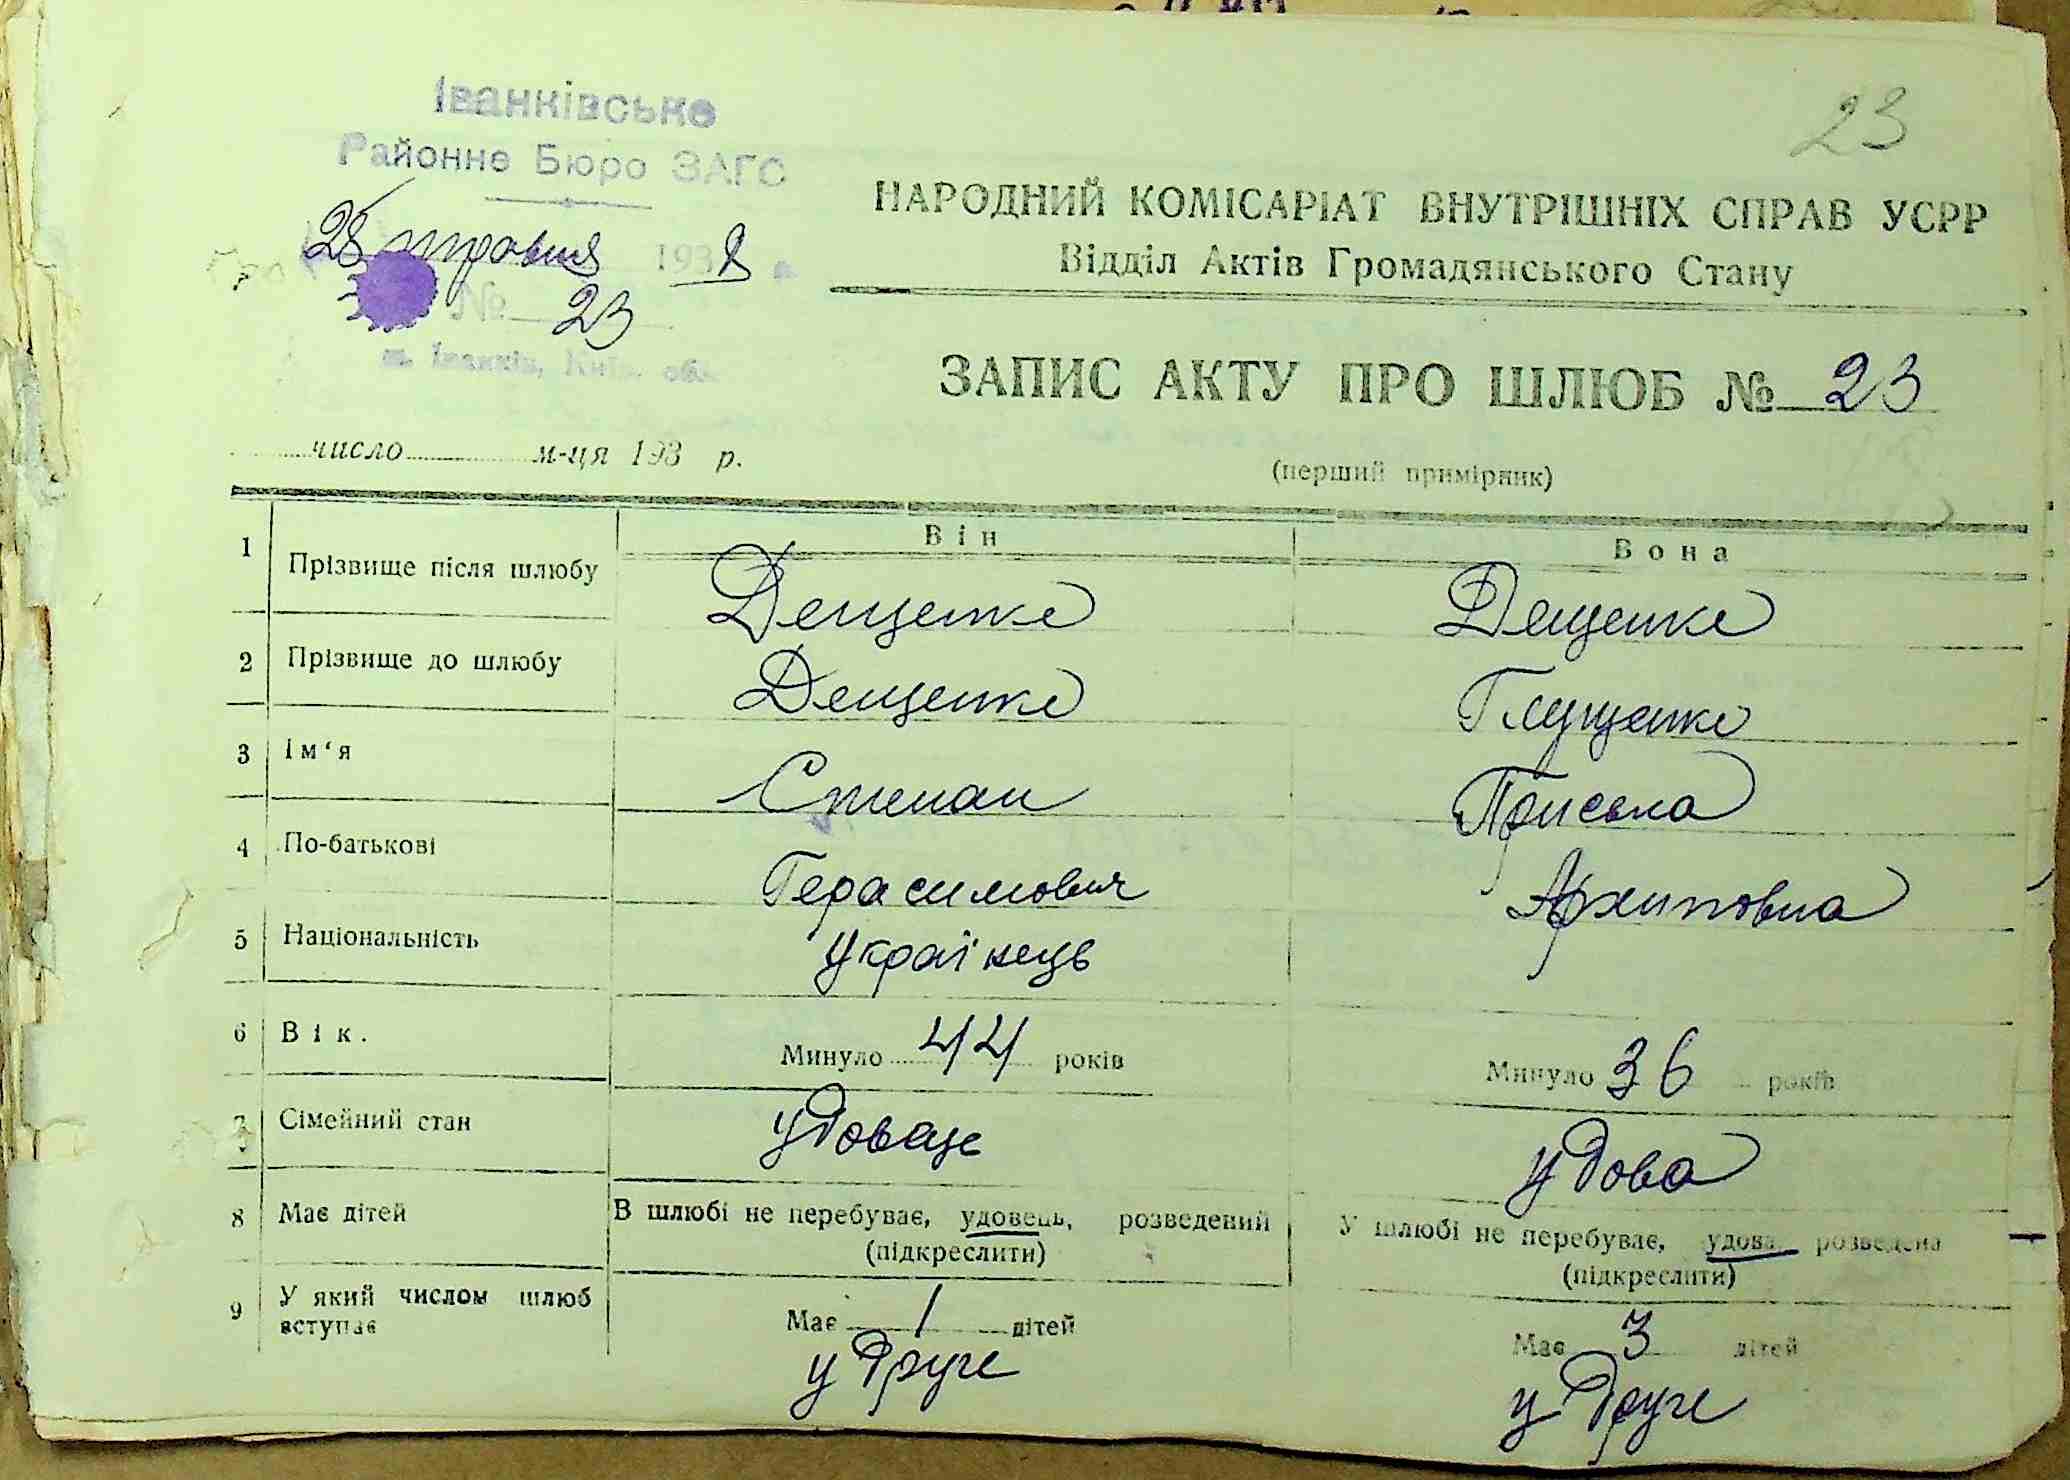 23
Іванківське
Районне Бюро ЗАГС
28 травня 1938
№ 23
м. Іванків, Київ. обл.
НАРОДНИЙ КОМІСАРІАТ ВНУТРІШНІХ СПРАВ УСРР
Відділ Актів Громадянського Стану
ЗАПИС АКТУ ПРО ШЛЮБ № 23
число м-ця 193 р.
(перший примірник)
Він Вона
1 Прізвище після шлюбу Дещенко Дещенко
2 Прізвище до шлюбу Дещенко Глущенко
3 Ім‘я Степан Приська
4 По-батькові Герасимович Архиповна
5 Національність Українець
6 Вік. Минуло 44 років Минуло 36 років
7 Сімейний стан удовець удова
8 Має дітей В шлюбі не перебуває, удовець, розведений У шлюбі не перебуває, удова розведена
(підкреслити) (підкреслити)
9 У який числом шлюб вступає Має 1 дітей Має 3 дітей
у друге у друге